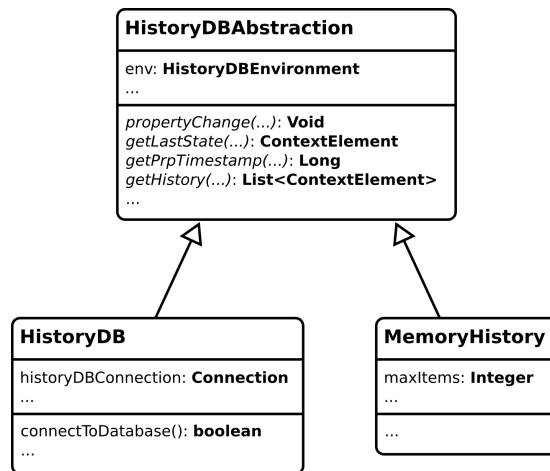 HistoryDBAbstraction
env: HistoryDBEnvironment
...
propertyChange(...): Void
getLastState(...): ContextElement
getPrpTimestamp(...): Long
getHistory(...): List<ContextElement>
...
HistoryDB
historyDBConnection: Connection
...
connectToDatabase(): boolean
...
MemoryHistory
maxItems: Integer
...
...